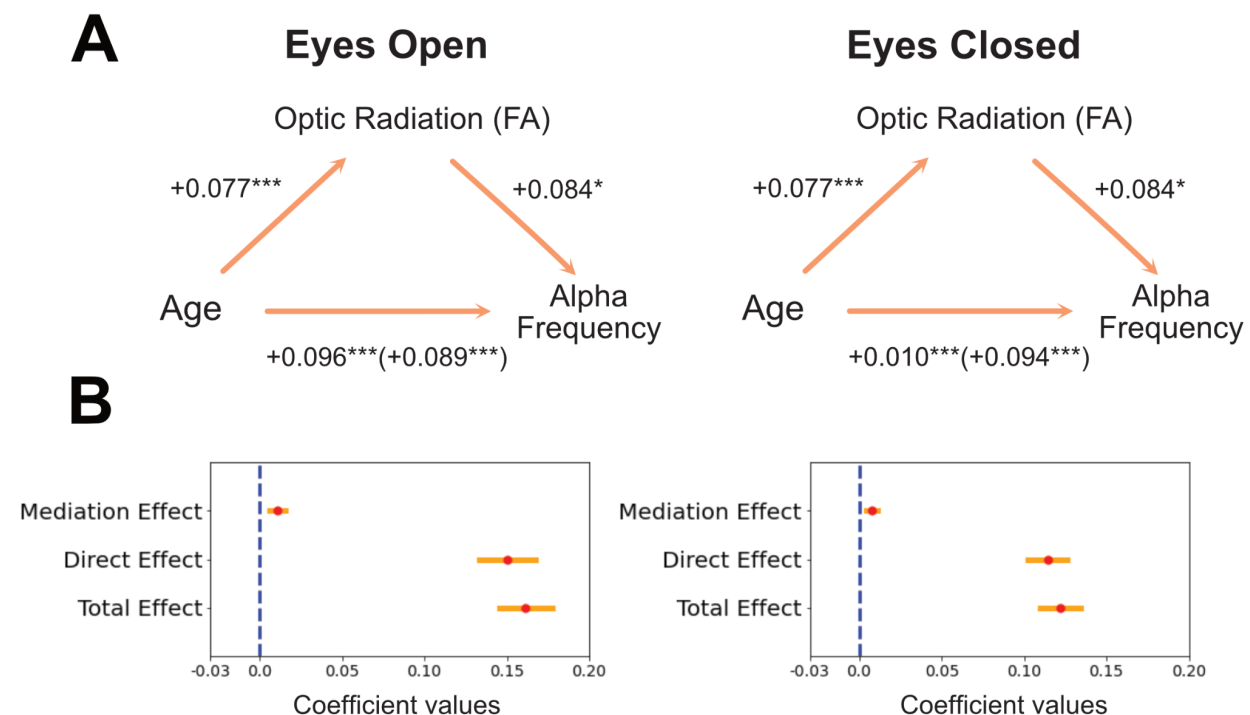 A
Eyes Open
Eyes Closed
Optic Radiation (FA)
Optic Radiation (FA)
+0.077***
+0.084*
+0.077***
+0.084*
Age
Alpha
Frequency
Age
Alpha
Frequency
+0.096***(+0.089***)
+0.010***(+0.094***)
B
Mediation Effect
Direct Effect
Total Effect
-0.03 0.0 0.05 0.10 0.15 0.20
Coefficient values
Mediation Effect
Direct Effect
Total Effect
-0.03 0.0 0.05 0.10 0.15 0.20
Coefficient values